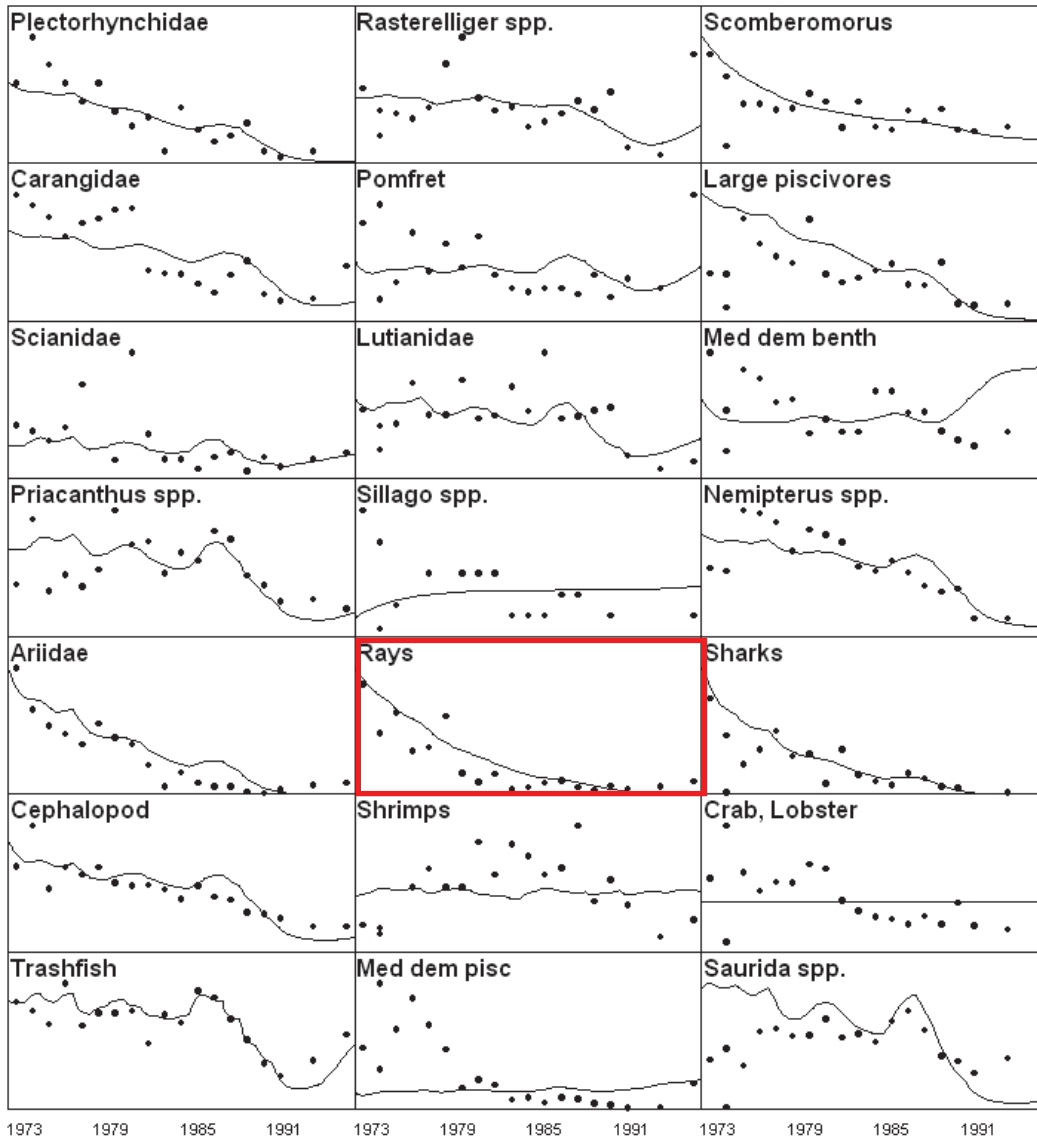 Plectorhynchidae Rasterelliger spp. Scomberomorus
Carangidae Pomfret Large piscivores
Scianidae Lutianidae Med dem benth
Priacanthus spp. Sillago spp. Nemipterus spp.
Ariidae Rays Sharks
Cephalopod Shrimps Crab, Lobster
Trashfish Med dem pisc Saurida spp.
1973 1979 1985 1991 1973 1979 1985 1991 1973 1979 1985 1991